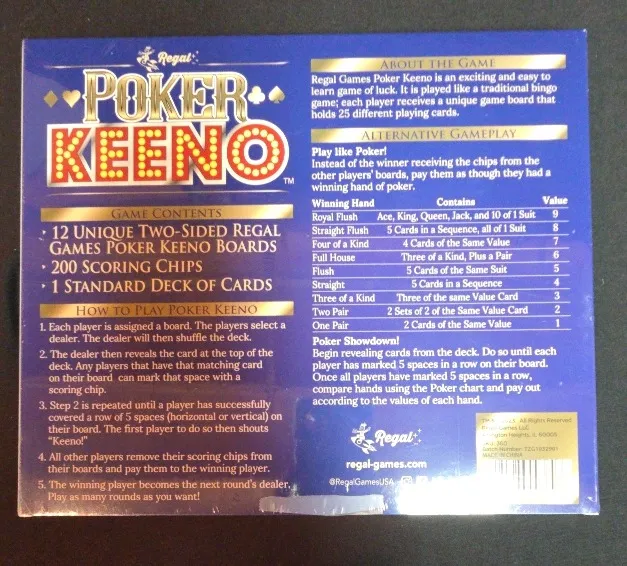 Regal
POKER
KEENO
TM
GAME CONTENTS
· 12 UNIQUE TWO-SIDED REGAL
GAMES POKER KEENO BOARDS
· 200 SCORING CHIPS
· 1 STANDARD DECK OF CARDS
HOW TO PLAY POKER KEENO
1. Each player is assigned a board. The players select a
dealer. The dealer will then shuffle the deck.
2. The dealer then reveals the card at the top of the
deck. Any players that have that matching card
on their board can mark that space with a
scoring chip.
3. Step 2 is repeated until a player has successfully
covered a row of 5 spaces (horizontal or vertical) on
their board. The first player to do so then shouts
"Keeno!"
4. All other players remove their scoring chips from
their boards and pay them to the winning player.
5. The winning player becomes the next round's dealer.
Play as many rounds as you want!
ABOUT THE GAME
Regal Games Poker Keeno is an exciting and easy to
learn game of luck. It is played like a traditional bingo
game; each player receives a unique game board that
holds 25 different playing cards.
ALTERNATIVE GAMEPLAY
Play like Poker!
Instead of the winner receiving the chips from the
other players' boards, pay them as though they had a
winning hand of poker.
Winning Hand Contains Value
Royal Flush Ace, King, Queen, Jack, and 10 of 1 Suit 9
Straight Flush 5 Cards in a Sequence, all of 1 Suit 8
Four of a Kind 4 Cards of the Same Value 7
Full House Three of a Kind, Plus a Pair 6
Flush 5 Cards of the Same Suit 5
Straight 5 Cards in a Sequence 4
Three of a Kind Three of the same Value Card 3
Two Pair 2 Sets of 2 of the Same Value Card 2
One Pair 2 Cards of the Same Value 1
Poker Showdown!
Begin revealing cards from the deck. Do so until each
player has marked 5 spaces in a row on their board.
Once all players have marked 5 spaces in a row,
compare hands using the Poker chart and pay out
according to the values of each hand.
Regal
regal-games.com
@RegalGamesUSA
All Rights Reserved
Regal Games LLC
Heights, IL 60005
Batch Number:
MADE IN CHINA